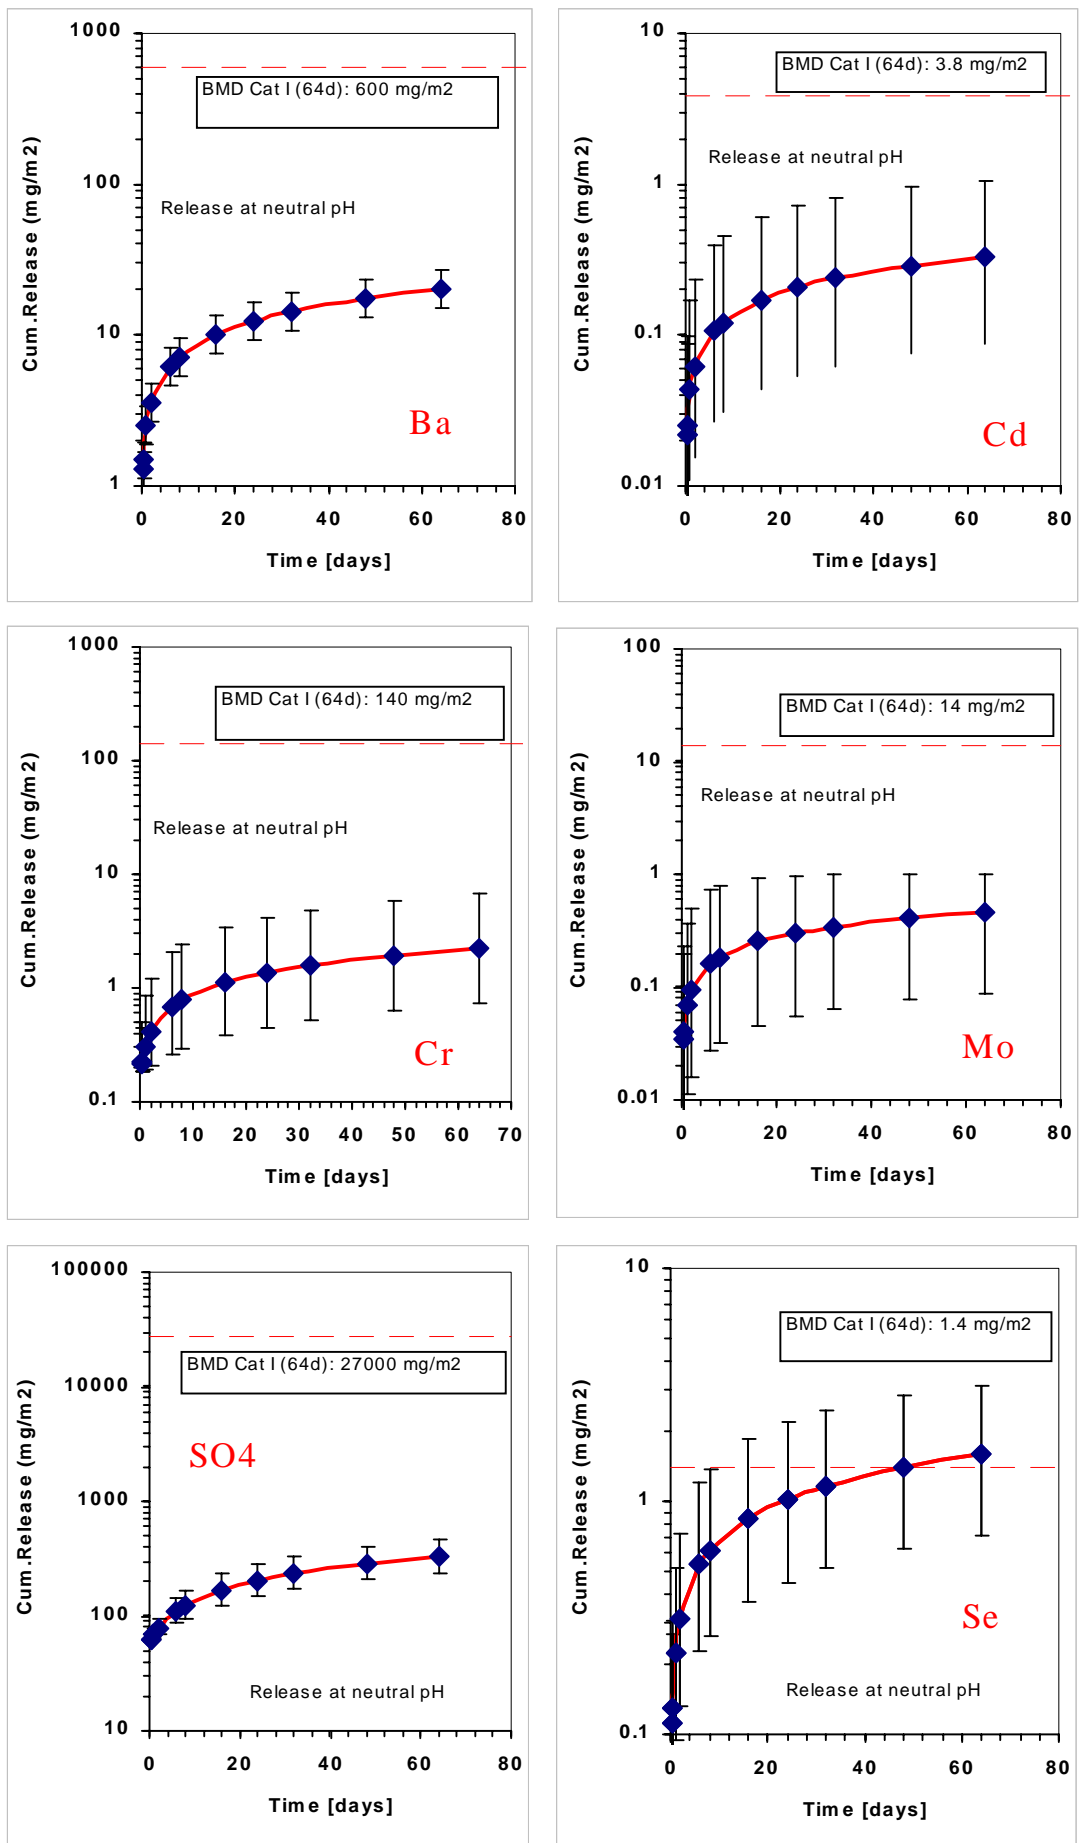 1000
BMD Cat I (64d): 600 mg/m2
100
Release at neutral pH
10
Ba
1
0 20 40 60 80
Time [days]
Cum.Release (mg/m2)
10
BMD Cat I (64d): 3.8 mg/m2
Release at neutral pH
1
0.1
Cd
0.01
0 20 40 60 80
Time [days]
Cum.Release (mg/m2)
1000
BMD Cat I (64d): 140 mg/m2
100
Release at neutral pH
10
1
Cr
0.1
0 10 20 30 40 50 60 70
Time [days]
Cum.Release (mg/m2)
100
BMD Cat I (64d): 14 mg/m2
10
Release at neutral pH
1
0.1
Mo
0.01
0 20 40 60 80
Time [days]
Cum.Release (mg/m2)
100000
BMD Cat I (64d): 27000 mg/m2
10000
SO4
1000
100
Release at neutral pH
10
0 20 40 60 80
Time [days]
Cum.Release (mg/m2)
10
BMD Cat I (64d): 1.4 mg/m2
1
Se
Release at neutral pH
0.1
0 20 40 60 80
Time [days]
Cum.Release (mg/m2)